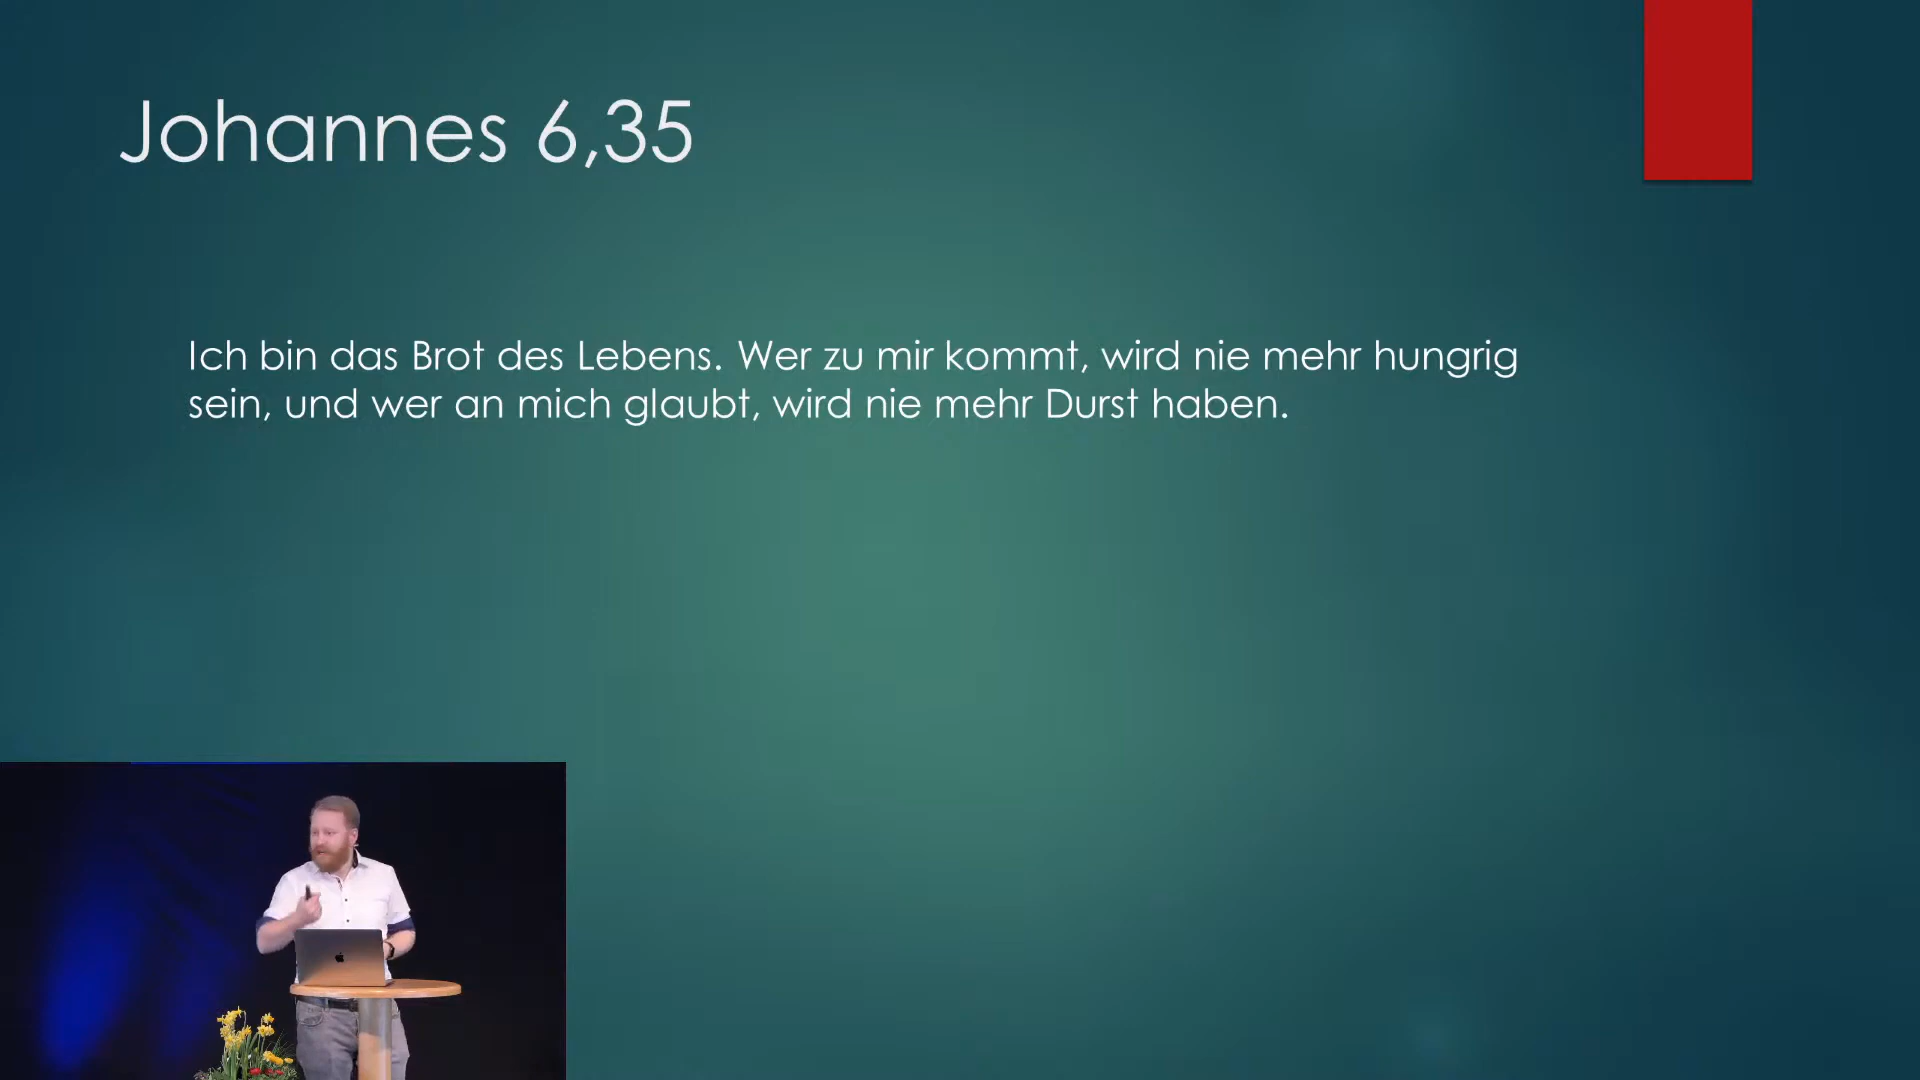 Johannes 6,35
Ich bin das Brot des Lebens. Wer zu mir kommt, wird nie mehr hungrig
sein, und wer an mich glaubt, wird nie mehr Durst haben.